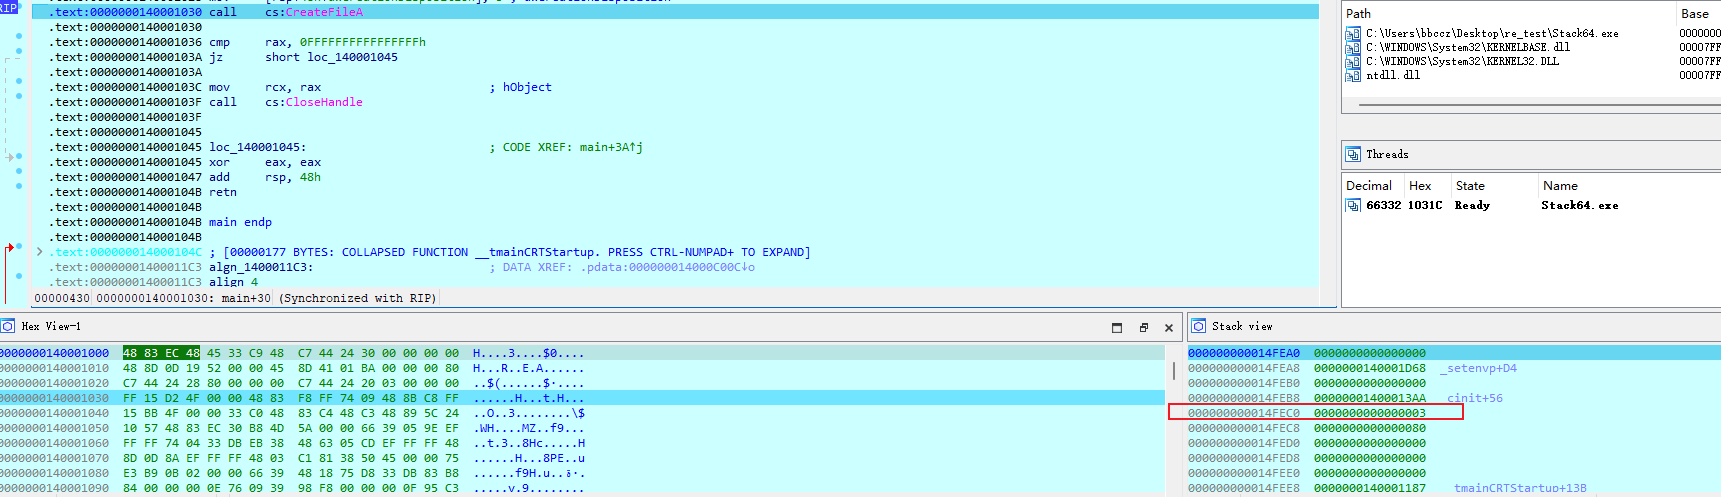 RIP
.text:0000000140001030 call    cs:CreateFileA
.text:0000000140001030
.text:0000000140001036 cmp     rax, 0FFFFFFFFFFFFFFFFh
.text:000000014000103A jz      short loc_140001045
.text:000000014000103A
.text:000000014000103C mov     rcx, rax                        ; hObject
.text:000000014000103F call    cs:CloseHandle
.text:000000014000103F
.text:0000000140001045
.text:0000000140001045 loc_140001045:                          ; CODE XREF: main+3A↑j
.text:0000000140001045 xor     eax, eax
.text:0000000140001047 add     rsp, 48h
.text:000000014000104B retn
.text:000000014000104B
.text:000000014000104B main endp
.text:000000014000104B
.text:000000014000104C ; [00000177 BYTES: COLLAPSED FUNCTION __tmainCRTStartup. PRESS CTRL-NUMPAD+ TO EXPAND]
.text:00000001400011C3 algn_1400011C3:                         ; DATA XREF: .pdata:000000014000C00C↓o
.text:00000001400011C3 align 4
00000430 0000000140001030: main+30 (Synchronized with RIP)
Path Base
C:\Users\bbccz\Desktop\re_test\Stack64.exe 0000000
C:\WINDOWS\System32\KERNELBASE.dll 00007FF
C:\WINDOWS\System32\KERNEL32.DLL 00007FF
ntdll.dll 00007FF
Threads
Decimal Hex State Name
66332 1031C Ready Stack64.exe
Hex View-1
0000000140001000 48 83 EC 48 45 33 C9 48 C7 44 24 30 00 00 00 00 H....3....$0....
0000000140001010 48 8D 0D 19 52 00 00 45 8D 41 01 BA 00 00 00 80 H...R..E.A......
0000000140001020 C7 44 24 28 80 00 00 00 C7 44 24 20 03 00 00 00 ..$(......$.....
0000000140001030 FF 15 D2 4F 00 00 48 83 F8 FF 74 09 48 8B C8 FF ......H...t.H...
0000000140001040 15 BB 4F 00 00 33 C0 48 83 C4 48 C3 48 89 5C 24 ..O..3........\$
0000000140001050 10 57 48 83 EC 30 B8 4D 5A 00 00 66 39 05 9E EF .WH....MZ..f9...
0000000140001060 FF FF 74 04 33 DB EB 38 48 63 05 CD EF FF FF 48 ..t.3..8Hc.....H
0000000140001070 8D 0D 8A EF FF FF 48 03 C1 81 38 50 45 00 00 75 ......H...8PE..u
0000000140001080 E3 B9 0B 02 00 00 66 39 48 18 75 D8 33 DB 83 B8
0000000140001090 84 00 00 00 0E 76 09 39 98 F8 00 00 00 0F 95 C3 .....v.9........
Stack view
000000000014FEA0 0000000000000000
000000000014FEA8 0000000140001D68 _setenvp+D4
000000000014FEB0 0000000000000000
000000000014FEB8 00000001400013AA _cinit+56
000000000014FEC0 0000000000000003
000000000014FEC8 0000000000000080
000000000014FED0 0000000000000000
000000000014FED8 0000000000000000
000000000014FEE0 0000000000000000
000000000014FEE8 0000000140001187 __tmainCRTStartup+13B